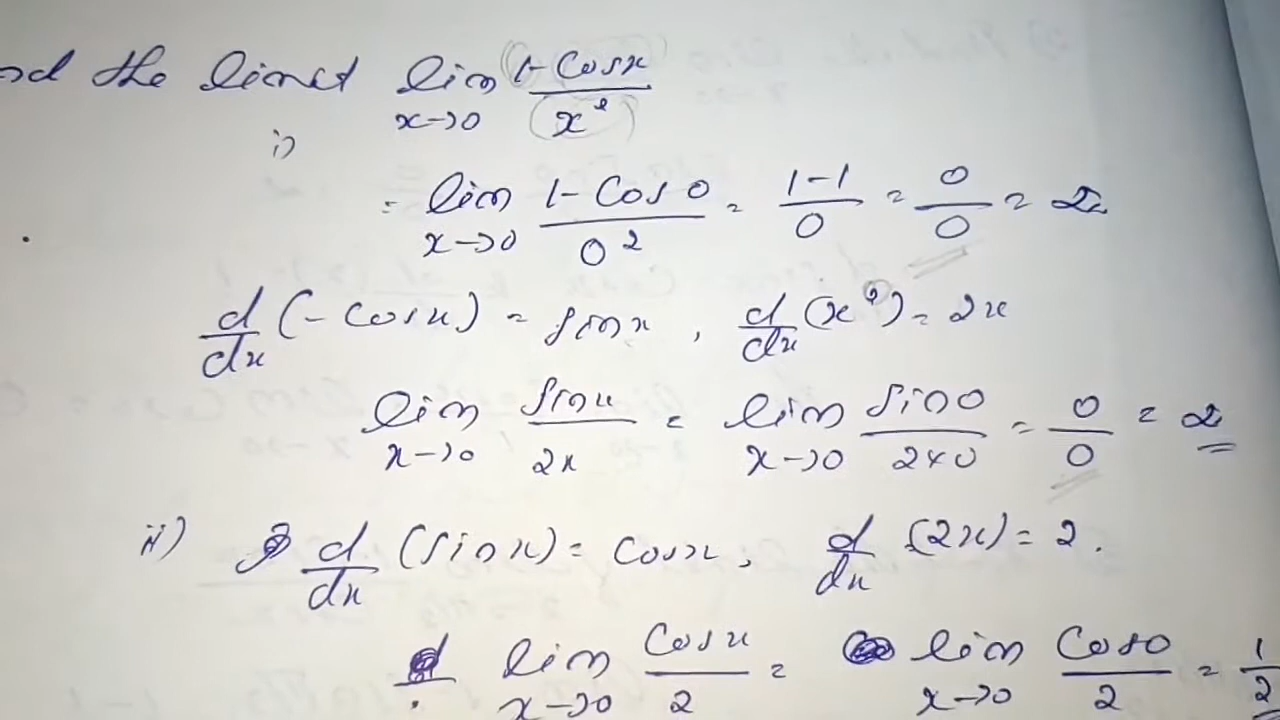 the limit lim x→0 1-Cosx / x²
i)
= lim x→0 1-Cos0 / 0² = 1-1 / 0 = 0 / 0 =
d/dx (-Cosx) = sinx, d/dx (x²) = 2x
lim x→0 sinx / 2x = lim x→0 sin0 / 2×0 = 0 / 0 =
ii) d/dx (sinx) = Cosx, d/dx (2x) = 2.
lim x→0 Cosx / 2 = lim x→0 Cos0 / 2 = 1 / 2